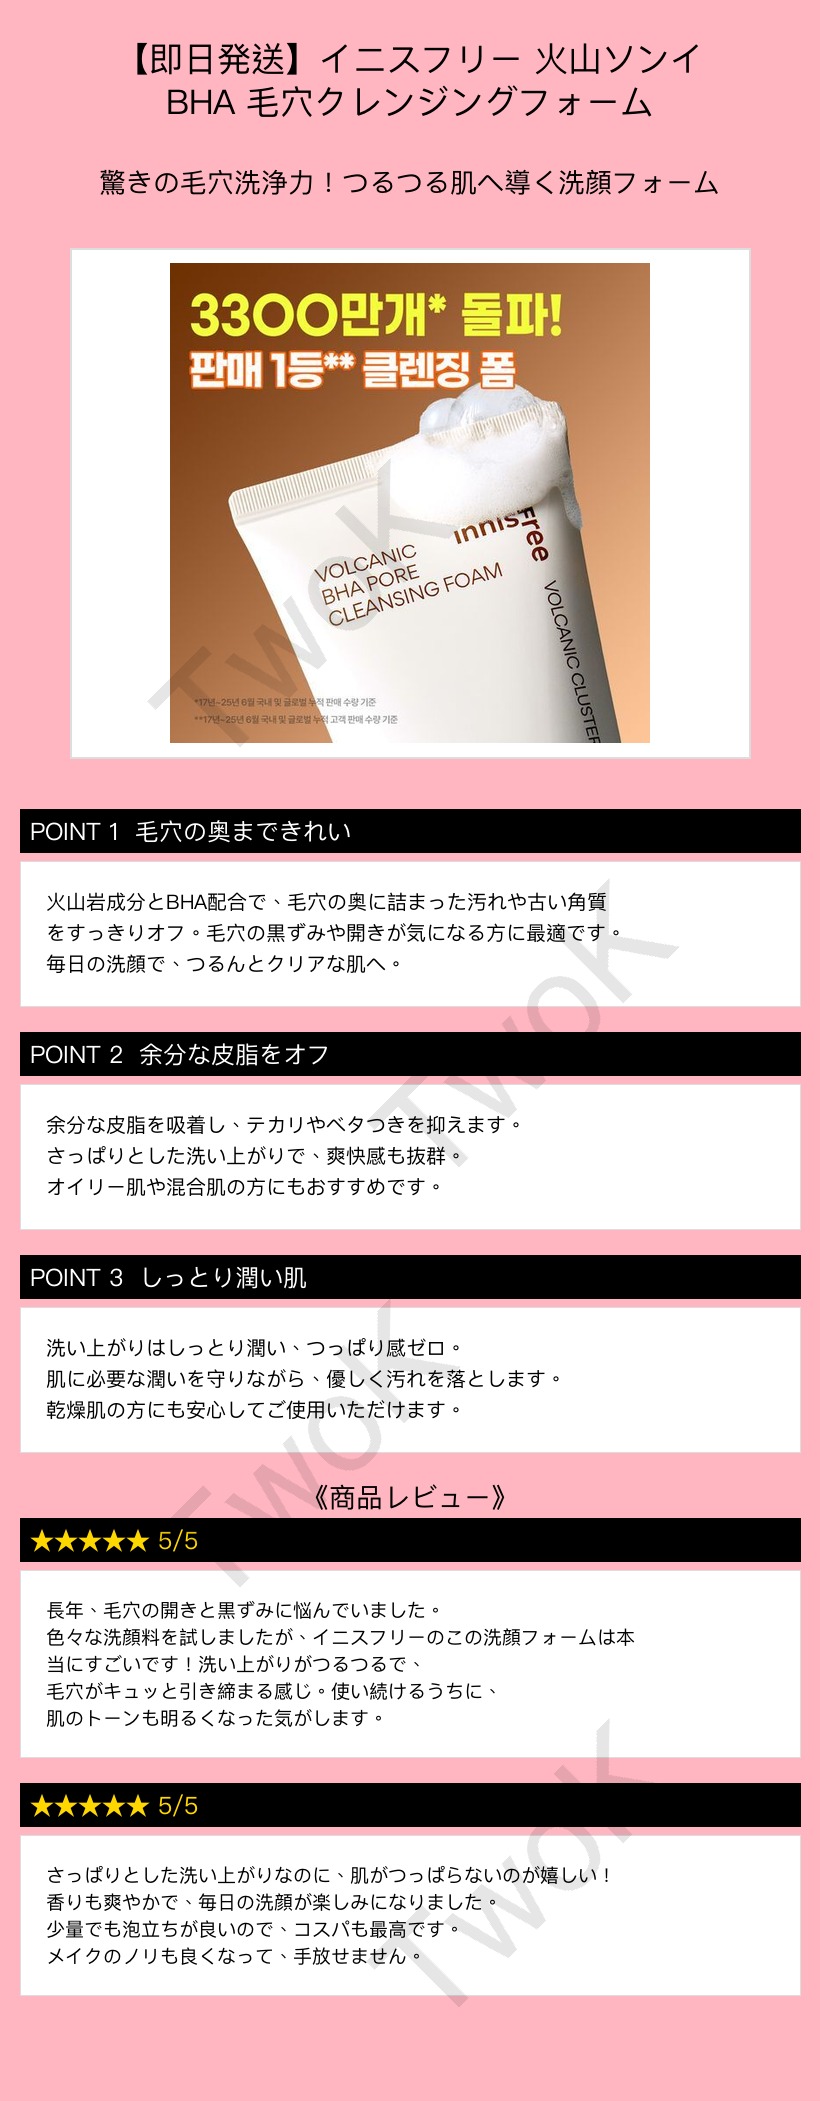 【即日発送】イニスフリー 火山ソンイ
BHA 毛穴クレンジングフォーム
驚きの毛穴洗浄力！つるつる肌へ導く洗顔フォーム
3300만개* 돌파!
판매 1등** 클렌징 폼
innisfree
VOLCANIC
BHA PORE
CLEANSING FOAM
VOLCANIC CLUSTER
*17년~25년 6월 국내 및 글로벌 누적 판매 수량 기준
**17년~25년 6월 국내 및 글로벌 누적 고객 판매 수량 기준
TwoK
POINT 1 毛穴の奥まできれい
火山岩成分とBHA配合で、毛穴の奥に詰まった汚れや古い角質
をすっきりオフ。毛穴の黒ずみや開きが気になる方に最適です。
毎日の洗顔で、つるんとクリアな肌へ。
TwoK
POINT 2 余分な皮脂をオフ
余分な皮脂を吸着し、テカリやベタつきを抑えます。
さっぱりとした洗い上がりで、爽快感も抜群。
オイリー肌や混合肌の方にもおすすめです。
POINT 3 しっとり潤い肌
洗い上がりはしっとり潤い、つっぱり感ゼロ。
肌に必要な潤いを守りながら、優しく汚れを落とします。
乾燥肌の方にも安心してご使用いただけます。
TwoK
《商品レビュー》
★★★★★ 5/5
長年、毛穴の開きと黒ずみに悩んでいました。
色々な洗顔料を試しましたが、イニスフリーのこの洗顔フォームは本
当にすごいです！洗い上がりがつるつるで、
毛穴がキュッと引き締まる感じ。使い続けるうちに、
肌のトーンも明るくなった気がします。
★★★★★ 5/5
さっぱりとした洗い上がりなのに、肌がつっぱらないのが嬉しい！
香りも爽やかで、毎日の洗顔が楽しみになりました。
少量でも泡立ちが良いので、コスパも最高です。
メイクのノリも良くなって、手放せません。
TwoK